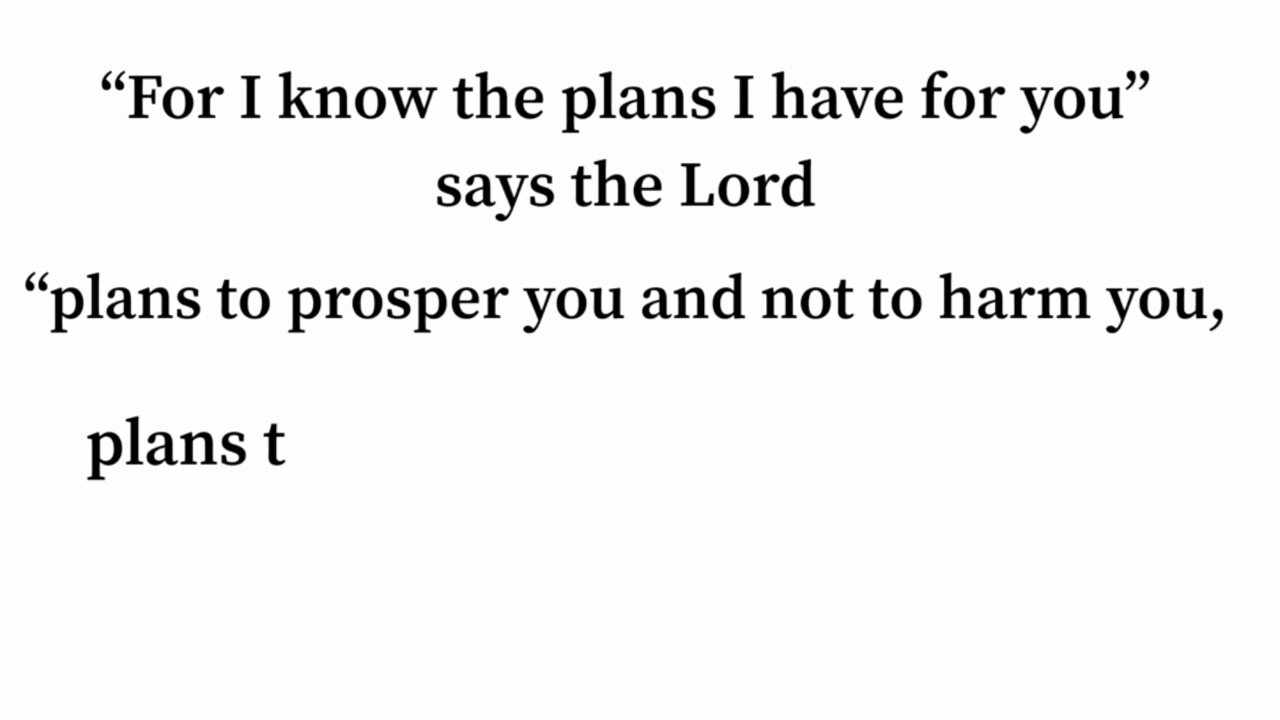 “For I know the plans I have for you”
says the Lord
“plans to prosper you and not to harm you,
plans t